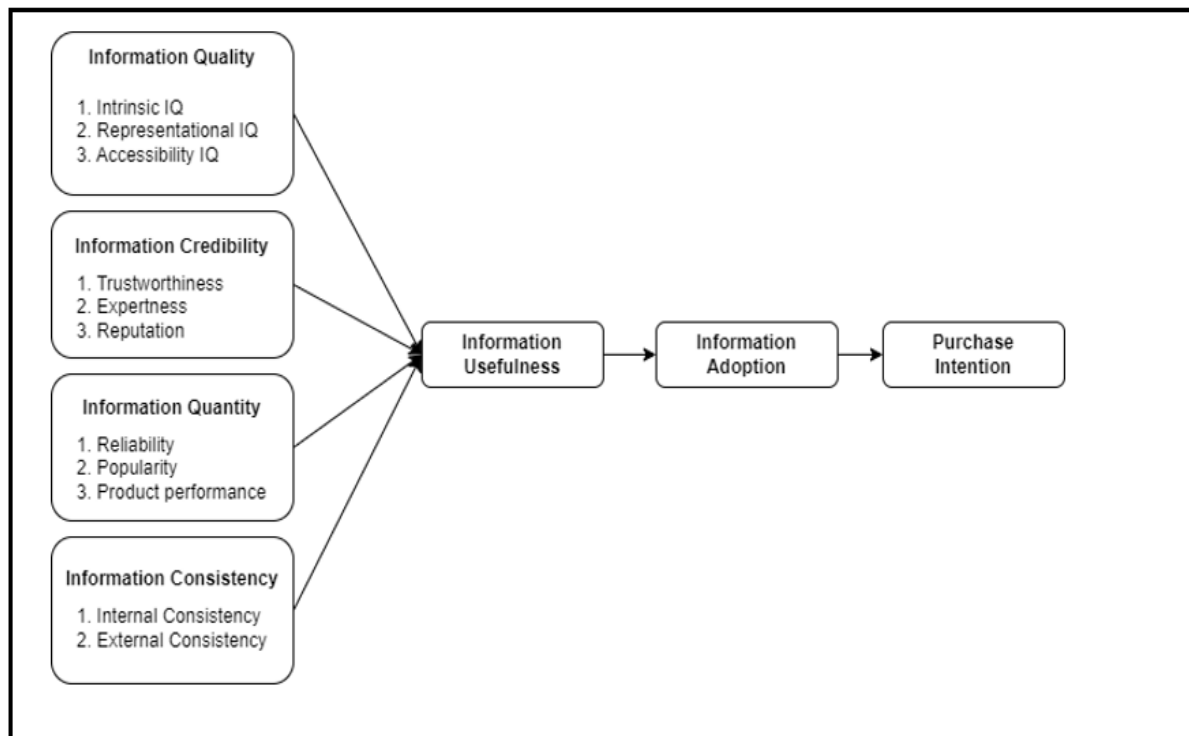 Information Quality
1. Intrinsic IQ
2. Representational IQ
3. Accessibility IQ
Information Credibility
1. Trustworthiness
2. Expertness
3. Reputation
Information Quantity
1. Reliability
2. Popularity
3. Product performance
Information Consistency
1. Internal Consistency
2. External Consistency
Information
Usefulness
Information
Adoption
Purchase
Intention